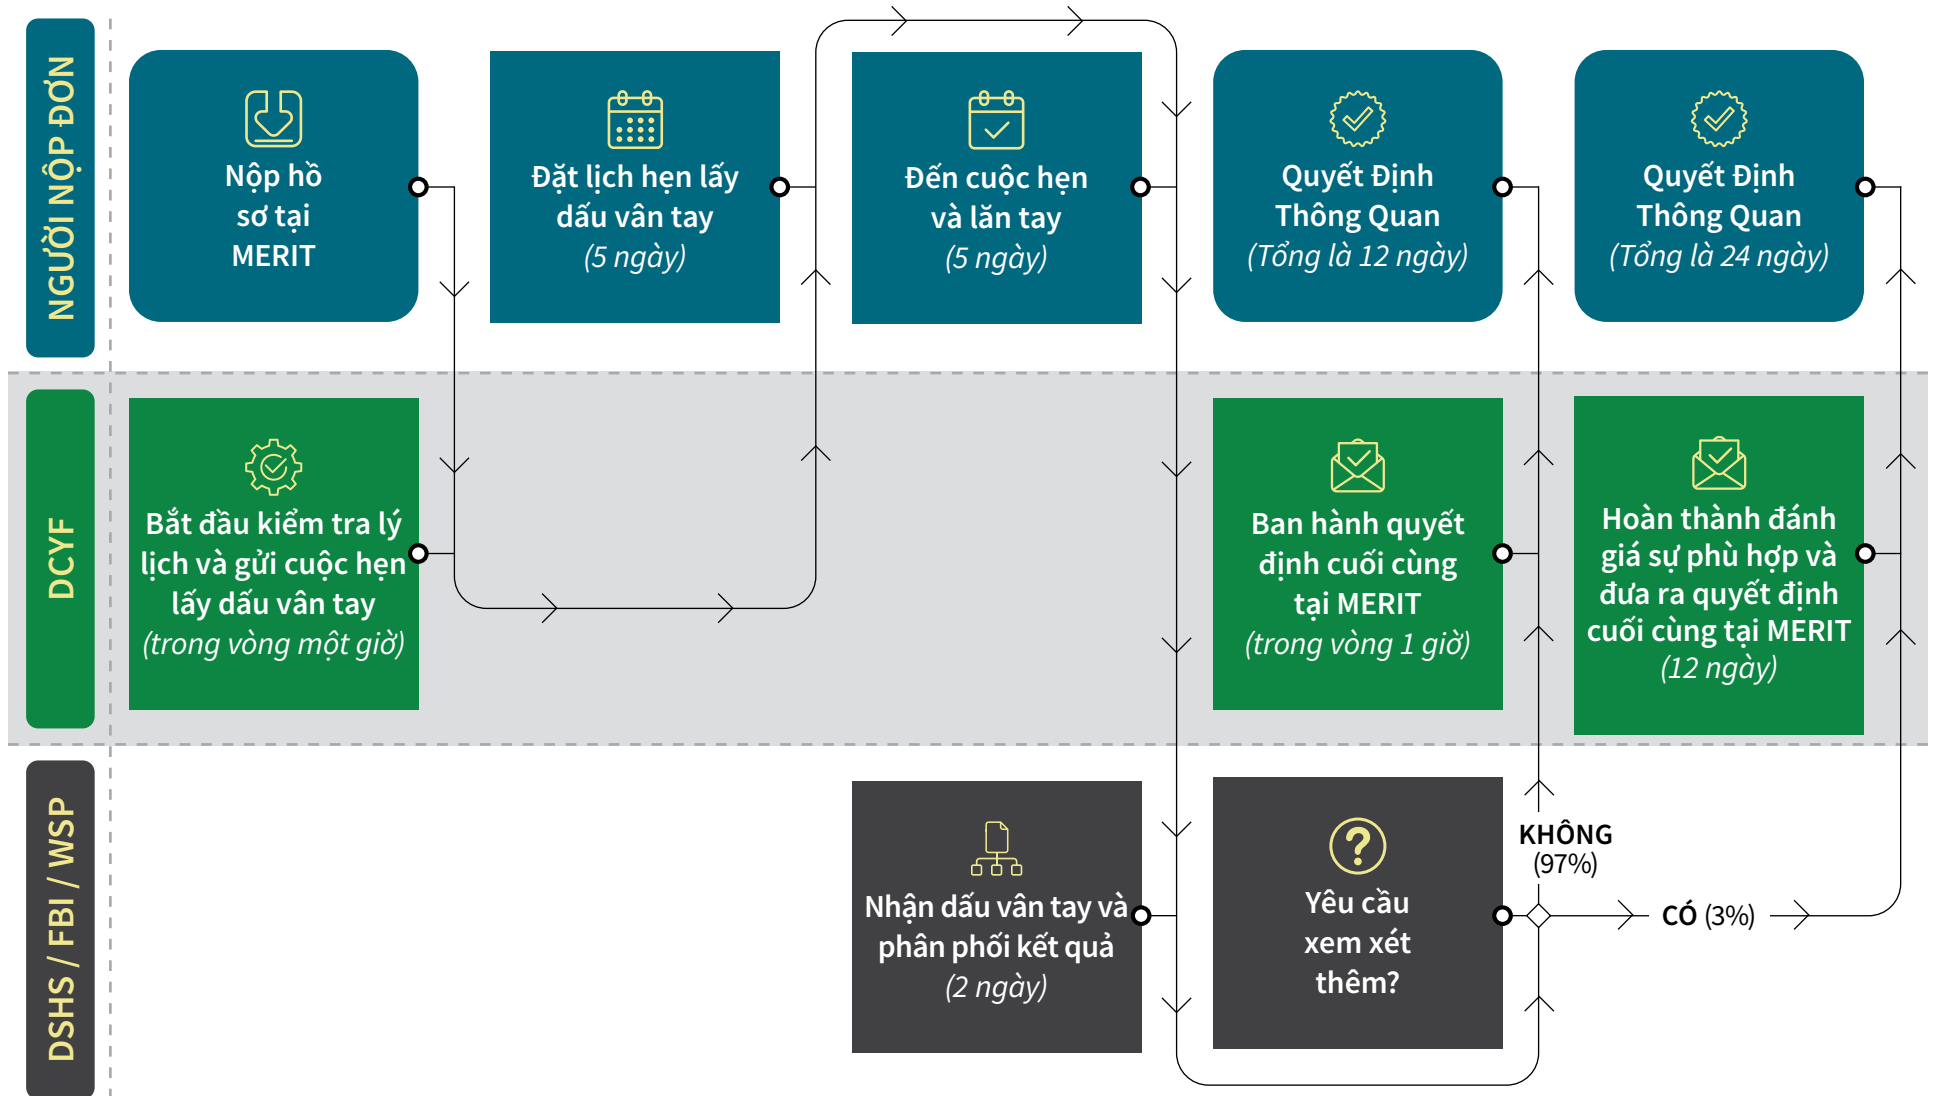 NGƯỜI NỘP ĐƠN
Nộp hồ
sơ tại
MERIT
Đặt lịch hẹn lấy
dấu vân tay
(5 ngày)
Đến cuộc hẹn
và lăn tay
(5 ngày)
Quyết Định
Thông Quan
(Tổng là 12 ngày)
Quyết Định
Thông Quan
(Tổng là 24 ngày)
DCYF
Bắt đầu kiểm tra lý
lịch và gửi cuộc hẹn
lấy dấu vân tay
(trong vòng một giờ)
Ban hành quyết
định cuối cùng
tại MERIT
(trong vòng 1 giờ)
Hoàn thành đánh
giá sự phù hợp và
đưa ra quyết định
cuối cùng tại MERIT
(12 ngày)
DSHS / FBI / WSP
Nhận dấu vân tay và
phân phối kết quả
(2 ngày)
Yêu cầu
xem xét
thêm?
KHÔNG
(97%)
CÓ (3%)